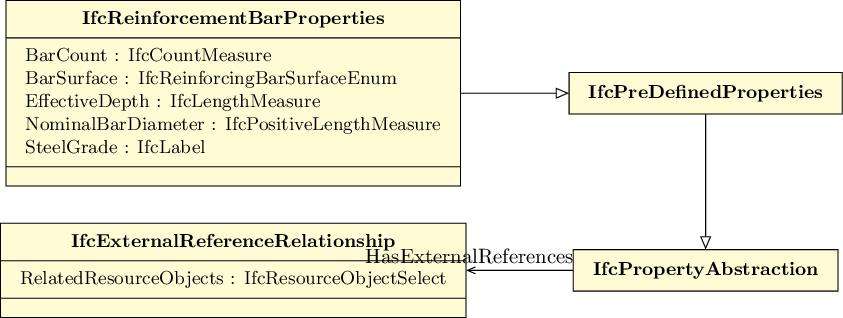 IfcReinforcementBarProperties
BarCount : IfcCountMeasure
BarSurface : IfcReinforcingBarSurfaceEnum
EffectiveDepth : IfcLengthMeasure
NominalBarDiameter : IfcPositiveLengthMeasure
SteelGrade : IfcLabel
IfcPreDefinedProperties
IfcExternalReferenceRelationship
RelatedResourceObjects : IfcResourceObjectSelect
HasExternalReferences
IfcPropertyAbstraction